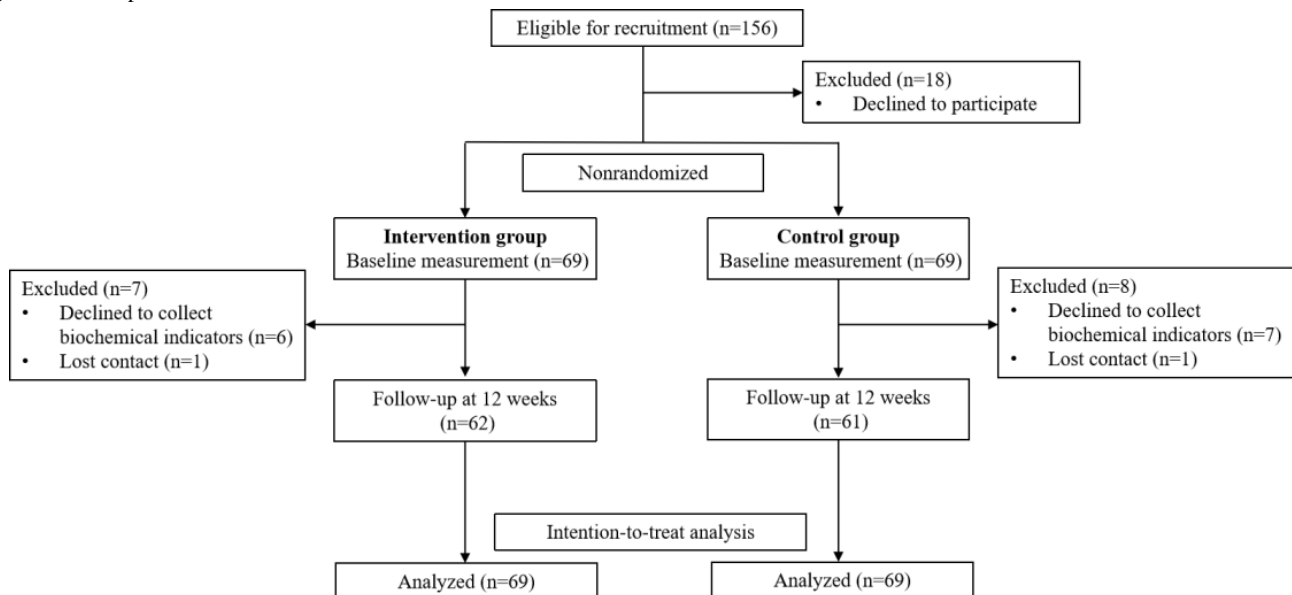 Eligible for recruitment (n=156)
Excluded (n=18)
• Declined to participate
Nonrandomized
Intervention group
Baseline measurement (n=69)
Control group
Baseline measurement (n=69)
Excluded (n=7)
• Declined to collect
biochemical indicators (n=6)
• Lost contact (n=1)
Excluded (n=8)
• Declined to collect
biochemical indicators (n=7)
• Lost contact (n=1)
Follow-up at 12 weeks
(n=62)
Follow-up at 12 weeks
(n=61)
Intention-to-treat analysis
Analyzed (n=69)
Analyzed (n=69)